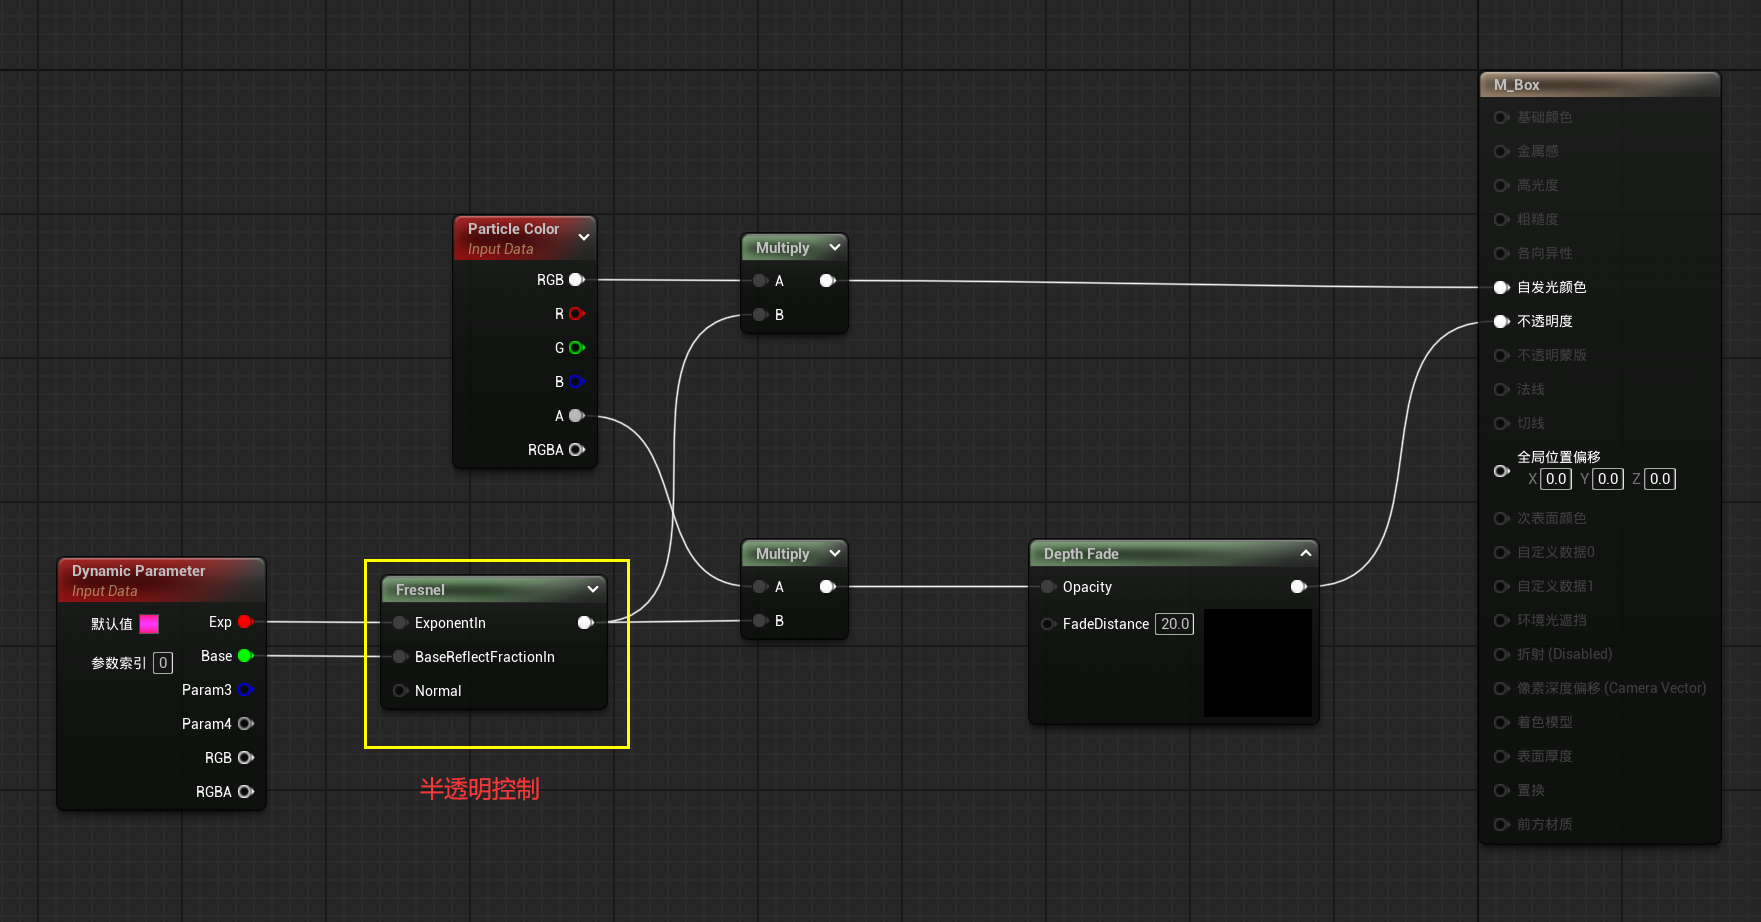 M_Box
基础颜色
金属感
高光度
粗糙度
各向异性
自发光颜色
不透明度
不透明蒙版
法线
切线
全局位置偏移
X 0.0 Y 0.0 Z 0.0
次表面颜色
自定义数据0
自定义数据1
环境光遮挡
折射 (Disabled)
像素深度偏移 (Camera Vector)
着色模型
表面厚度
置换
前方材质
Particle Color
Input Data
RGB
R
G
B
A
RGBA
Multiply
A
B
Dynamic Parameter
Input Data
默认值 Exp
Base
参数索引 0
Param3
Param4
RGB
RGBA
Fresnel
ExponentIn
BaseReflectFractionIn
Normal
半透明控制
Multiply
A
B
Depth Fade
Opacity
FadeDistance 20.0